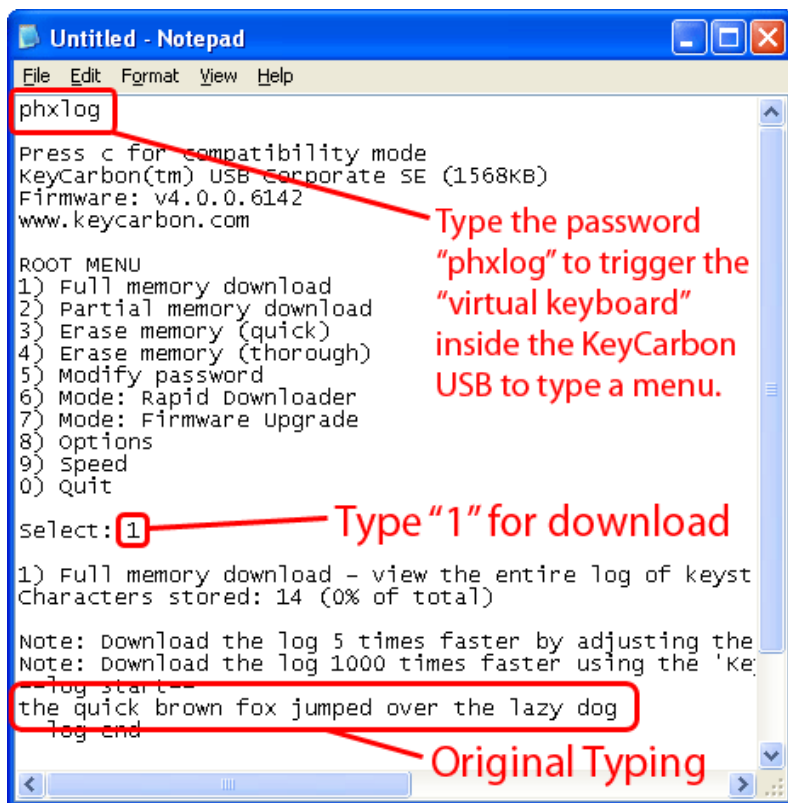 Untitled - Notepad
File Edit Format View Help
phxlog
Press c for compatibility mode
KeyCarbon(tm) USB Corporate SE (1568KB)
Firmware: v4.0.0.6142
www.keycarbon.com
Type the password
"phxlog" to trigger the
"virtual keyboard"
inside the KeyCarbon
USB to type a menu.
ROOT MENU
1) Full memory download
2) Partial memory download
3) Erase memory (quick)
4) Erase memory (thorough)
5) Modify password
6) Mode: Rapid Downloader
7) Mode: Firmware Upgrade
8) Options
9) Speed
0) Quit
Select: 1
Type "1" for download
1) Full memory download – view the entire log of keyst
Characters stored: 14 (0% of total)
Note: Download the log 5 times faster by adjusting the
Note: Download the log 1000 times faster using the 'Ke
--log start--
the quick brown fox jumped over the lazy dog
log end
Original Typing